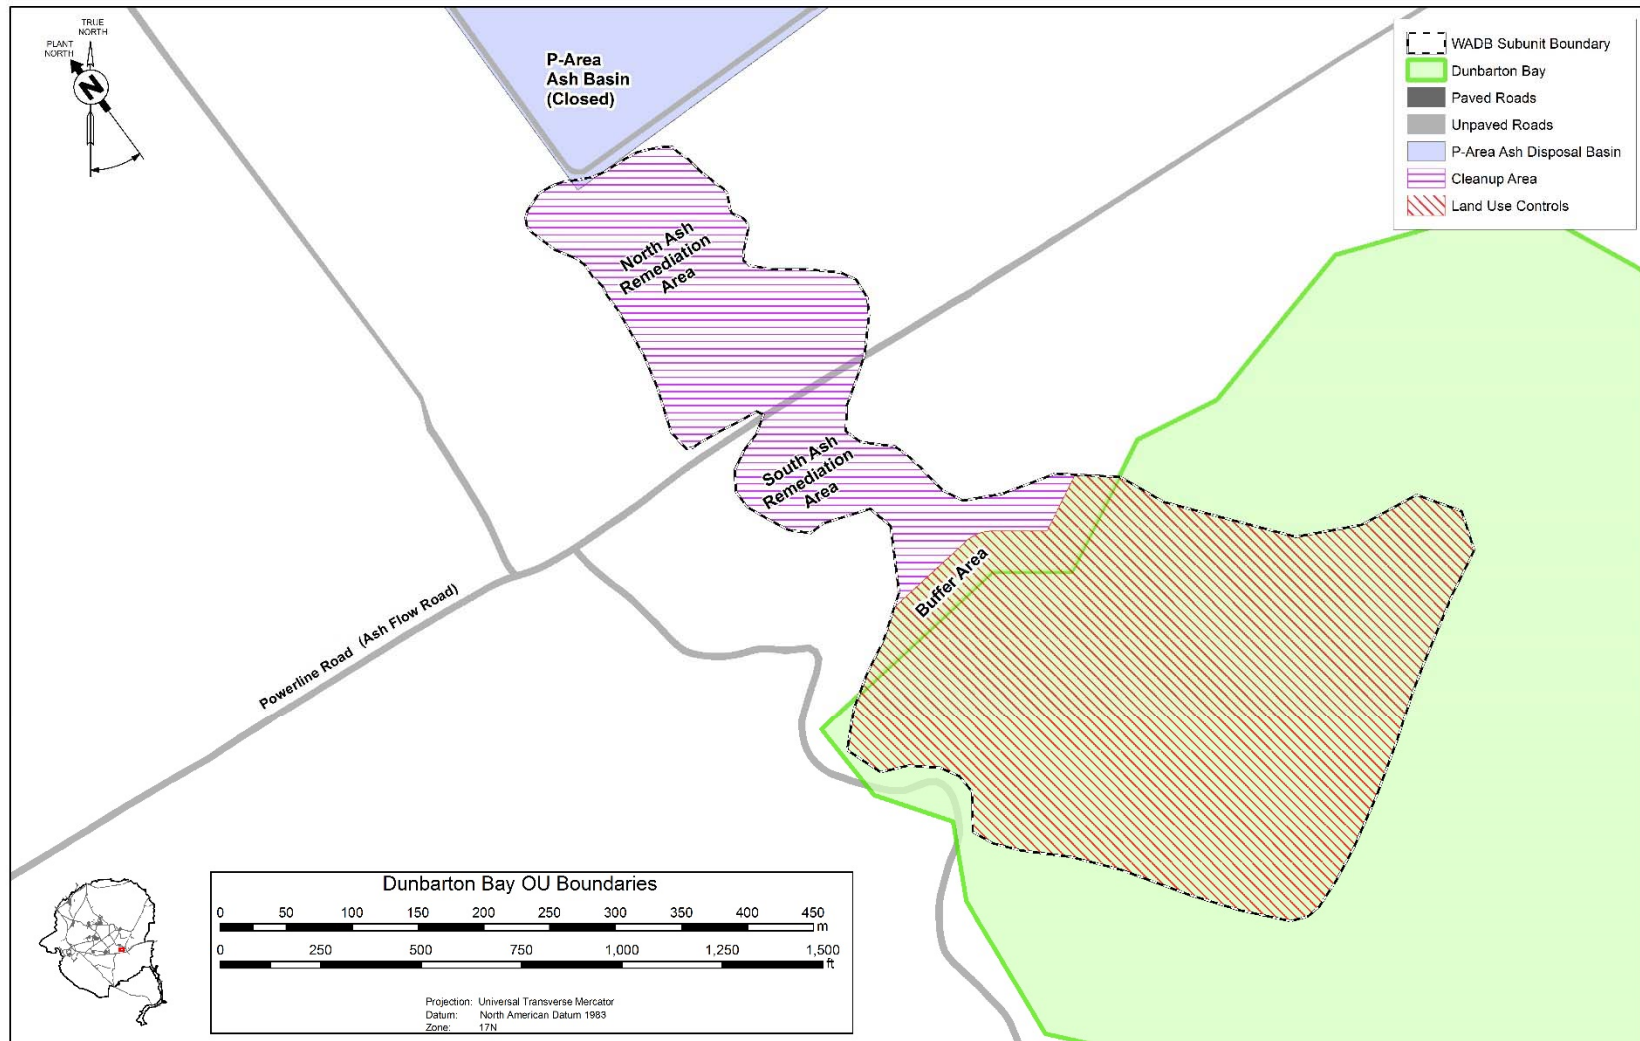 TRUE
NORTH
PLANT
NORTH
N
P-Area
Ash Basin
(Closed)
WADB Subunit Boundary
Dunbarton Bay
Paved Roads
Unpaved Roads
P-Area Ash Disposal Basin
Cleanup Area
Land Use Controls
North Ash
Remediation
Area
South Ash
Remediation
Area
Buffer Area
Powerline Road (Ash Flow Road)
Dunbarton Bay OU Boundaries
0 50 100 150 200 250 300 350 400 450
m
0 250 500 750 1,000 1,250 1,500
ft
Projection: Universal Transverse Mercator
Datum: North American Datum 1983
Zone: 17N